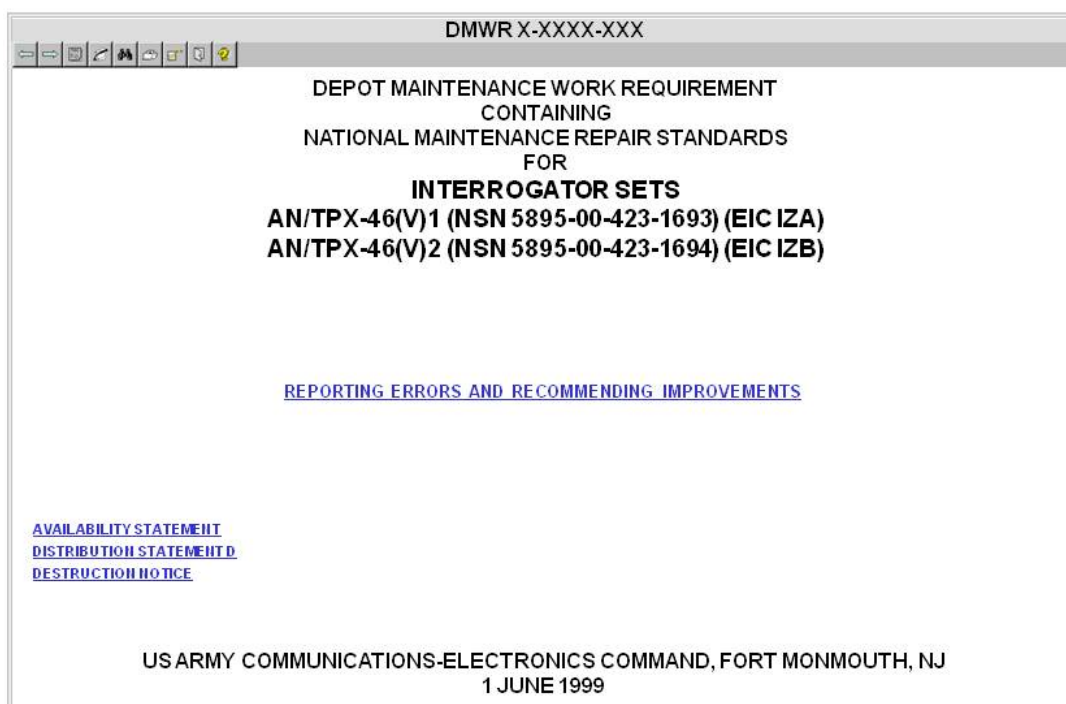 DMWR X-XXXX-XXX
DEPOT MAINTENANCE WORK REQUIREMENT
CONTAINING
NATIONAL MAINTENANCE REPAIR STANDARDS
FOR
INTERROGATOR SETS
AN/TPX-46(V)1 (NSN 5895-00-423-1693) (EIC IZA)
AN/TPX-46(V)2 (NSN 5895-00-423-1694) (EIC IZB)
REPORTING ERRORS AND RECOMMENDING IMPROVEMENTS
AVAILABILITY STATEMENT
DISTRIBUTION STATEMENT D
DESTRUCTION NOTICE
US ARMY COMMUNICATIONS-ELECTRONICS COMMAND, FORT MONMOUTH, NJ
1 JUNE 1999